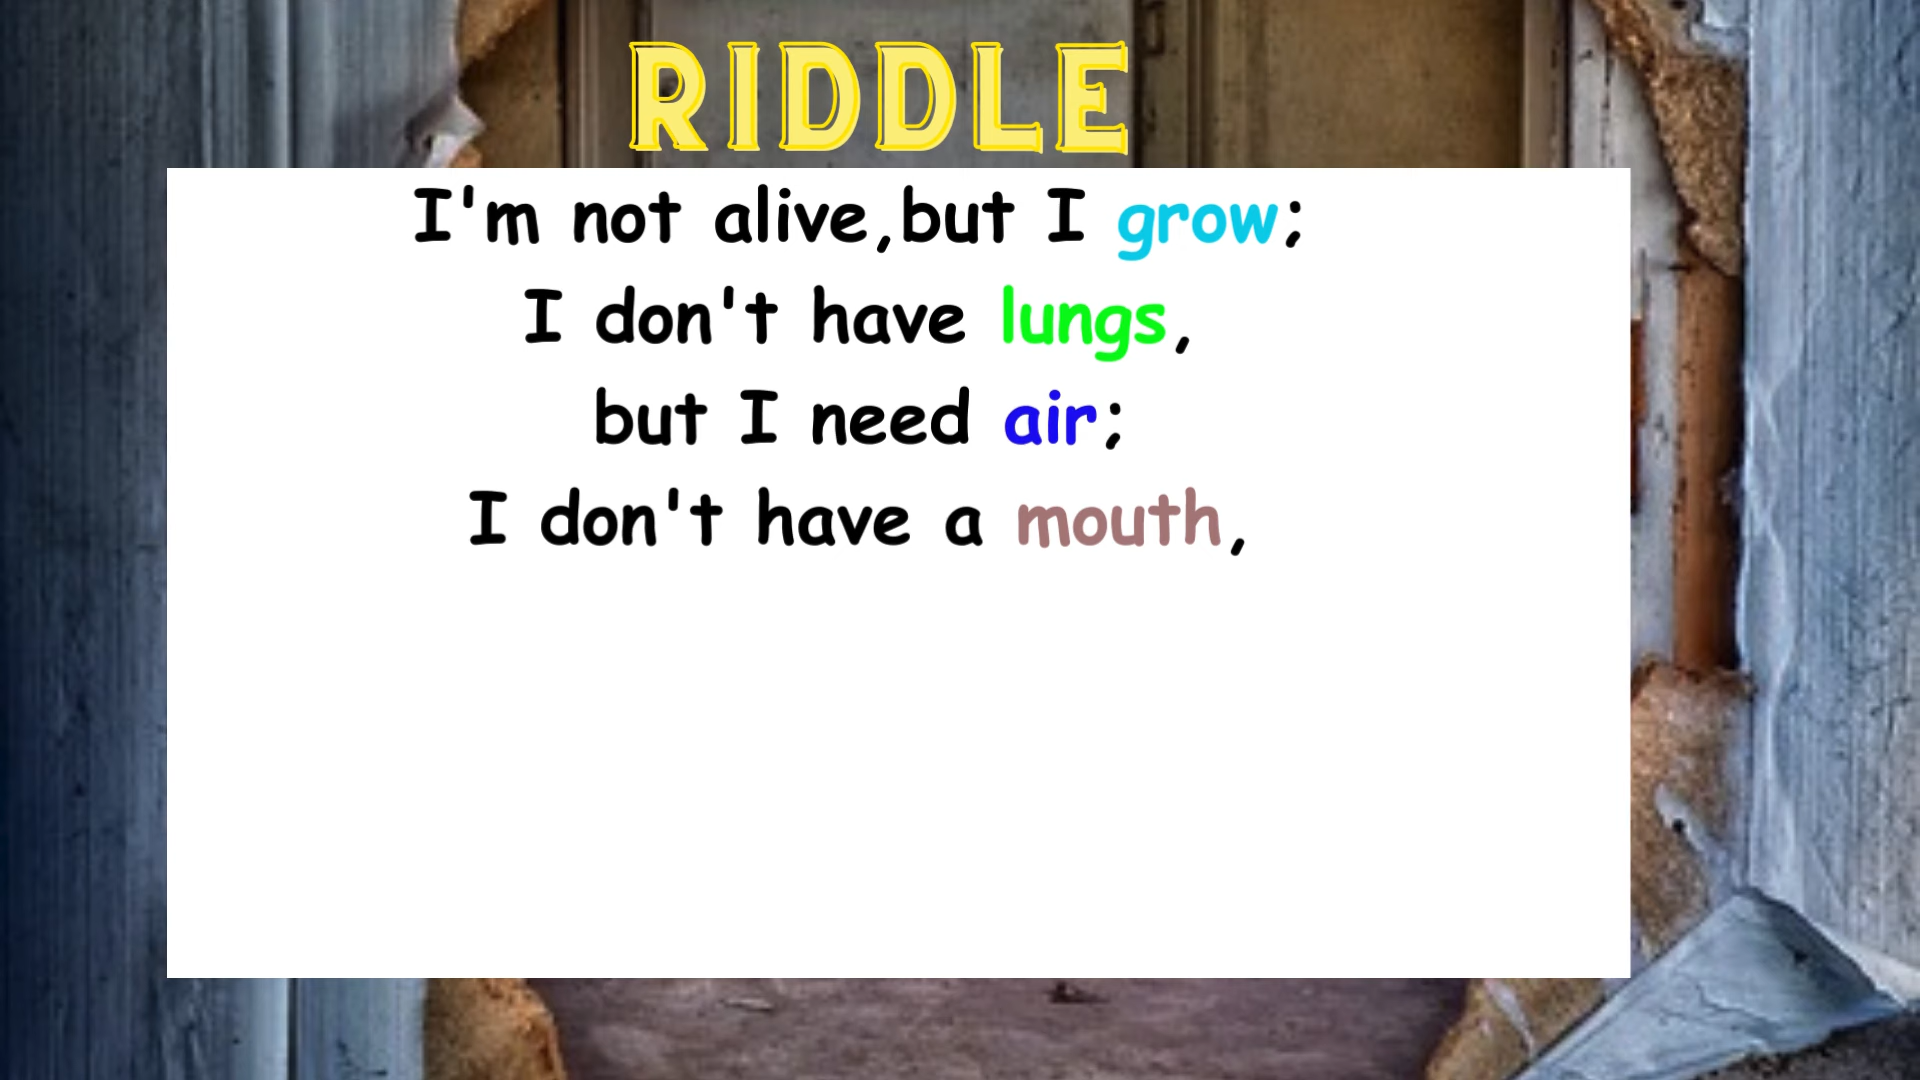 RIDDLE
I'm not alive,but I grow;
I don't have lungs,
but I need air;
I don't have a mouth,